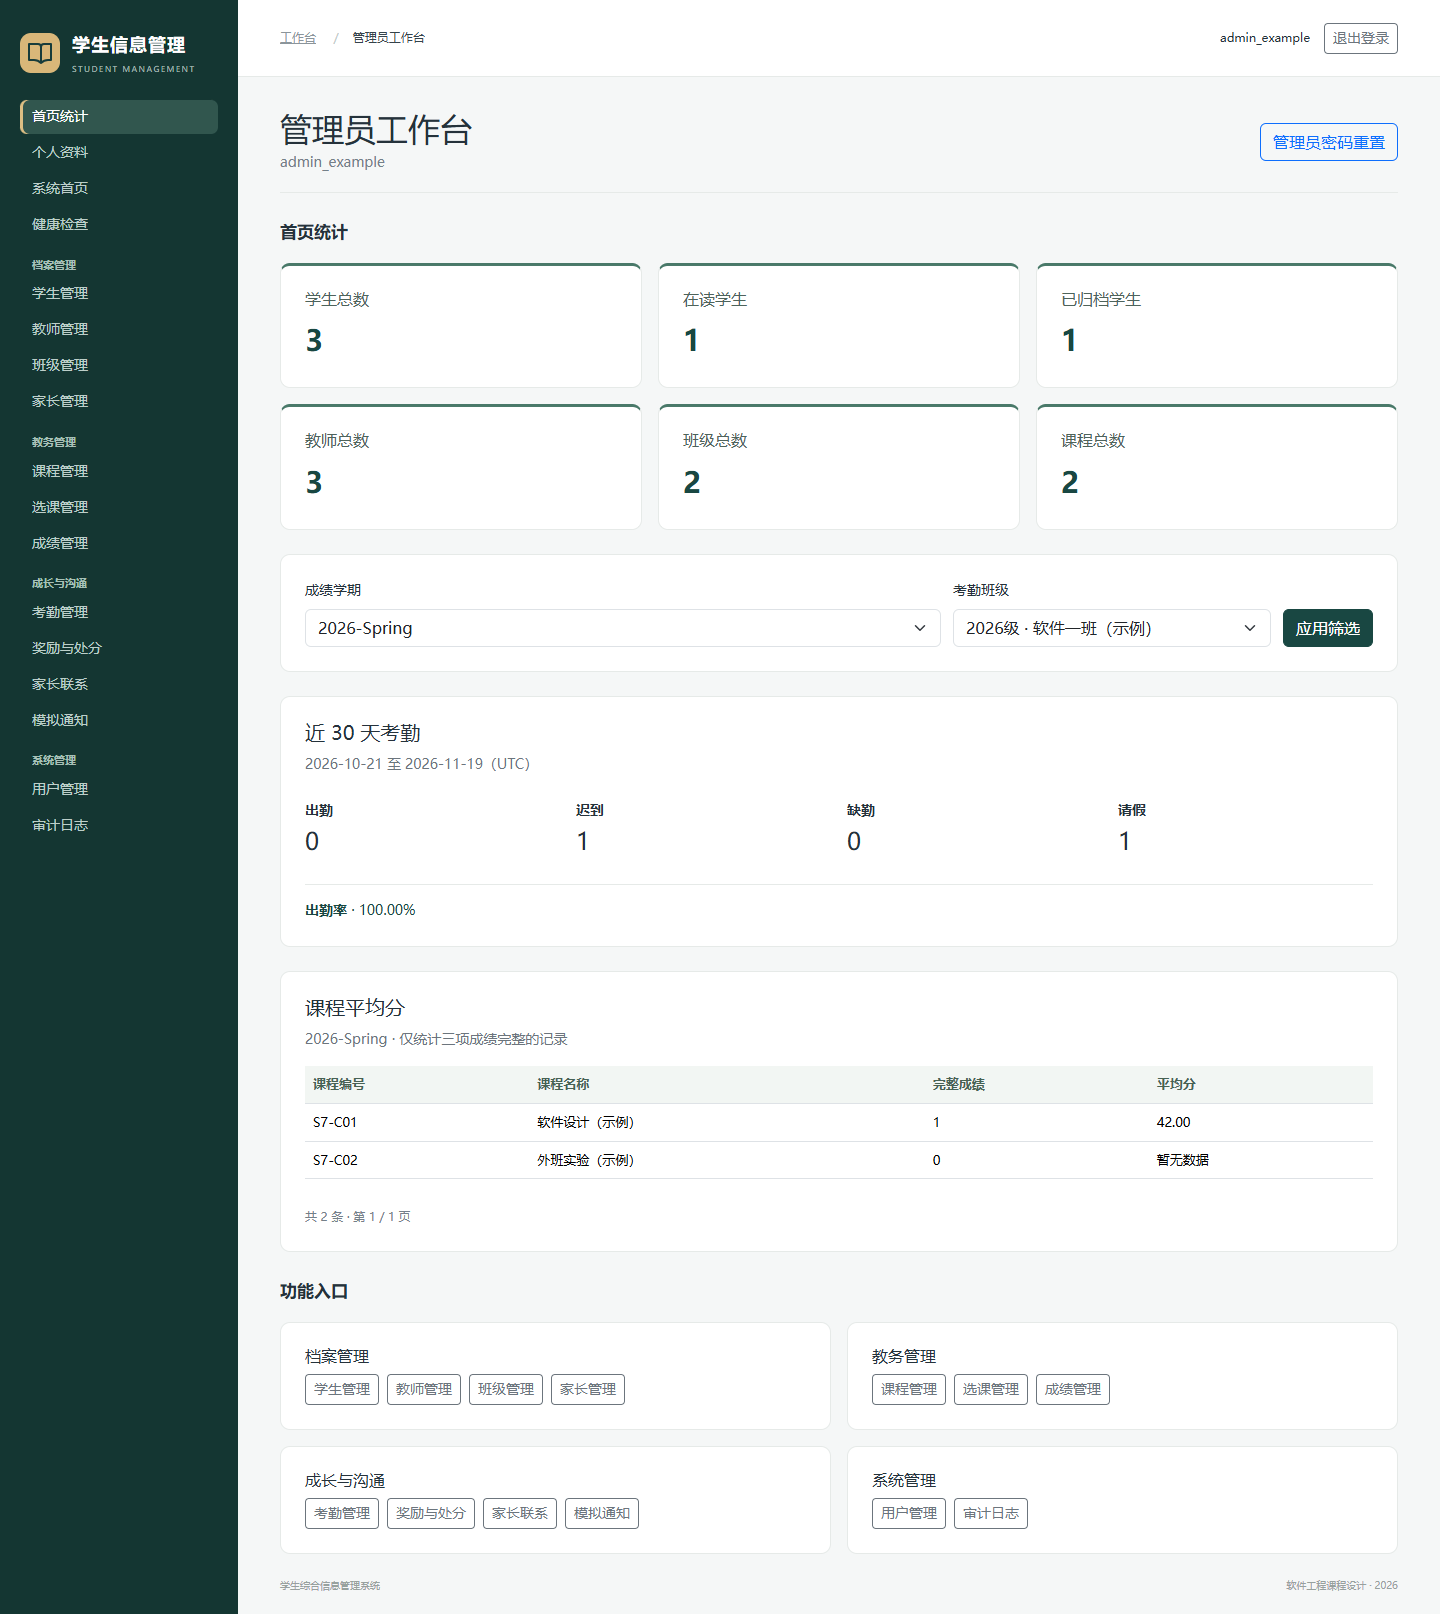 学生信息管理
STUDENT MANAGEMENT
首页统计
个人资料
系统首页
健康检查
档案管理
学生管理
教师管理
班级管理
家长管理
教务管理
课程管理
选课管理
成绩管理
成长与沟通
考勤管理
奖励与处分
家长联系
模拟通知
系统管理
用户管理
审计日志
工作台 / 管理员工作台
admin_example 退出登录
管理员工作台
admin_example
管理员密码重置
首页统计
学生总数
3
在读学生
1
已归档学生
1
教师总数
3
班级总数
2
课程总数
2
成绩学期
2026-Spring
考勤班级
2026级 · 软件一班（示例）
应用筛选
近 30 天考勤
2026-10-21 至 2026-11-19（UTC）
出勤 迟到 缺勤 请假
0 1 0 1
出勤率 · 100.00%
课程平均分
2026-Spring · 仅统计三项成绩完整的记录
课程编号 课程名称 完整成绩 平均分
S7-C01 软件设计（示例） 1 42.00
S7-C02 外班实验（示例） 0 暂无数据
共 2 条 · 第 1 / 1 页
功能入口
档案管理
学生管理 教师管理 班级管理 家长管理
教务管理
课程管理 选课管理 成绩管理
成长与沟通
考勤管理 奖励与处分 家长联系 模拟通知
系统管理
用户管理 审计日志
学生综合信息管理系统
软件工程课程设计 · 2026